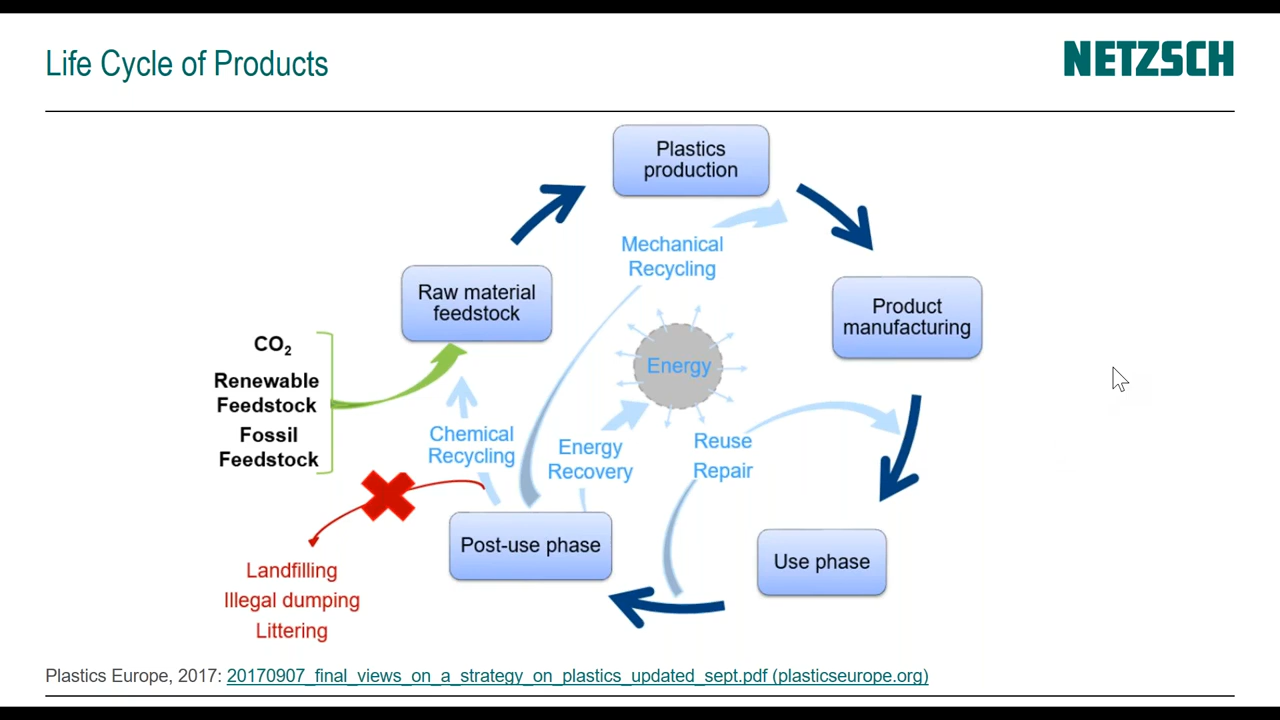 Life Cycle of Products
NETZSCH
Plastics
production
Mechanical
Recycling
Raw material
feedstock
Product
manufacturing
CO₂
Renewable
Feedstock
Fossil
Feedstock
Energy
Chemical
Recycling
Energy
Recovery
Reuse
Repair
Post-use phase
Use phase
Landfilling
Illegal dumping
Littering
Plastics Europe, 2017: 20170907_final_views_on_a_strategy_on_plastics_updated_sept.pdf (plasticseurope.org)